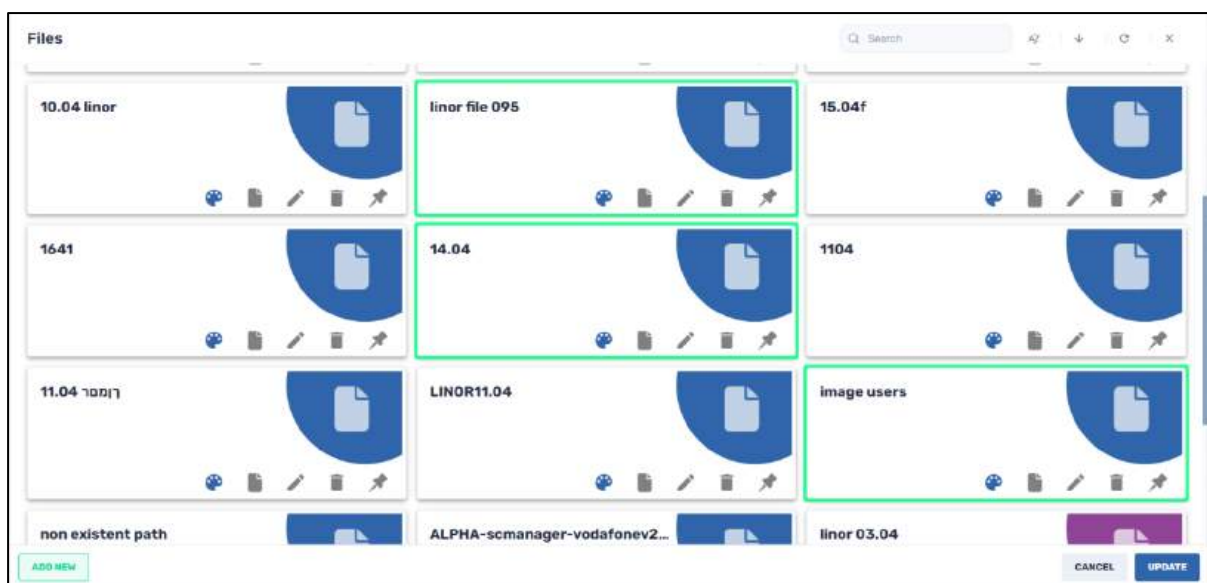 Files
Search
10.04 linor
linor file 095
15.04f
1641
14.04
1104
11.04 רומסר
LINOR11.04
image users
non existent path
ALPHA-scmanager-vodafonev2...
linor 03.04
ADD NEW
CANCEL
UPDATE